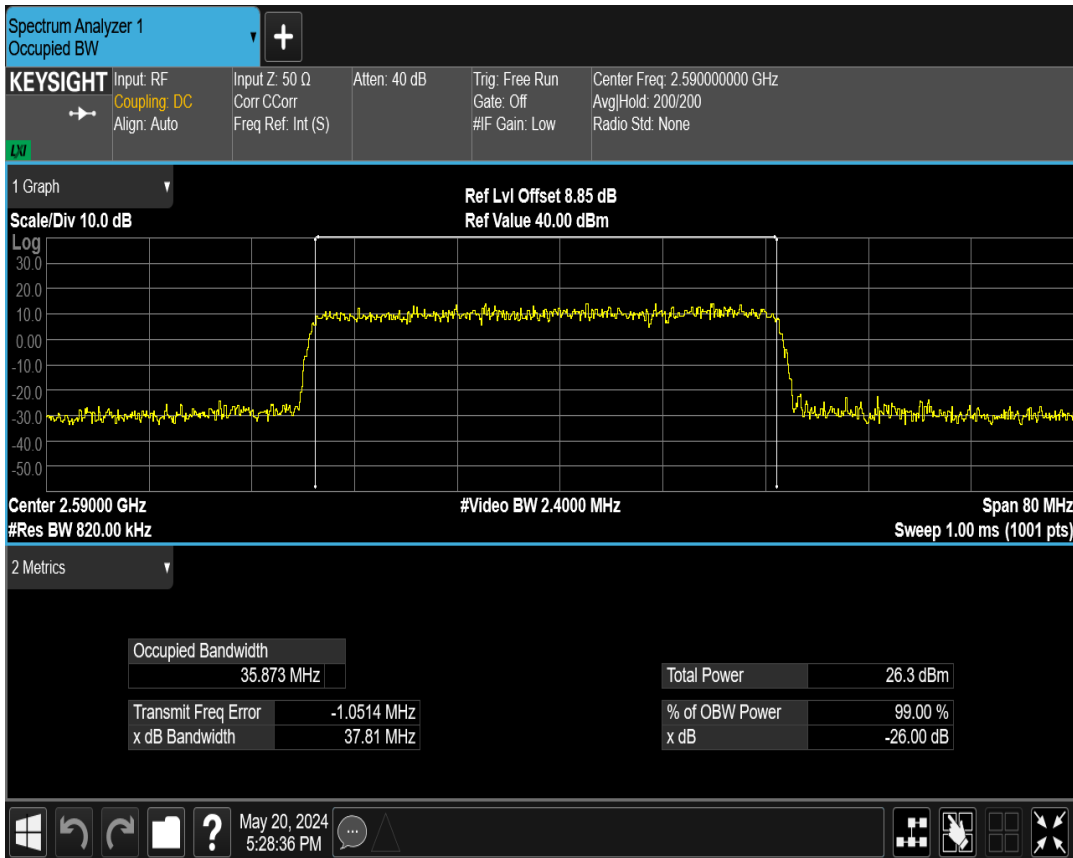 Spectrum Analyzer 1
Occupied BW
+
KEYSIGHT
LXI
Input: RF
Coupling: DC
Align: Auto
Input Z: 50 Ω
Corr CCorr
Freq Ref: Int (S)
Atten: 40 dB
Trig: Free Run
Gate: Off
#IF Gain: Low
Center Freq: 2.590000000 GHz
Avg|Hold: 200/200
Radio Std: None
1 Graph
Scale/Div 10.0 dB
Ref Lvl Offset 8.85 dB
Ref Value 40.00 dBm
Log
30.0
20.0
10.0
0.00
-10.0
-20.0
-30.0
-40.0
-50.0
Center 2.59000 GHz
#Res BW 820.00 kHz
#Video BW 2.4000 MHz
Span 80 MHz
Sweep 1.00 ms (1001 pts)
2 Metrics
Occupied Bandwidth
35.873 MHz
Transmit Freq Error -1.0514 MHz
x dB Bandwidth 37.81 MHz
Total Power 26.3 dBm
% of OBW Power 99.00 %
x dB -26.00 dB
?
May 20, 2024
5:28:36 PM